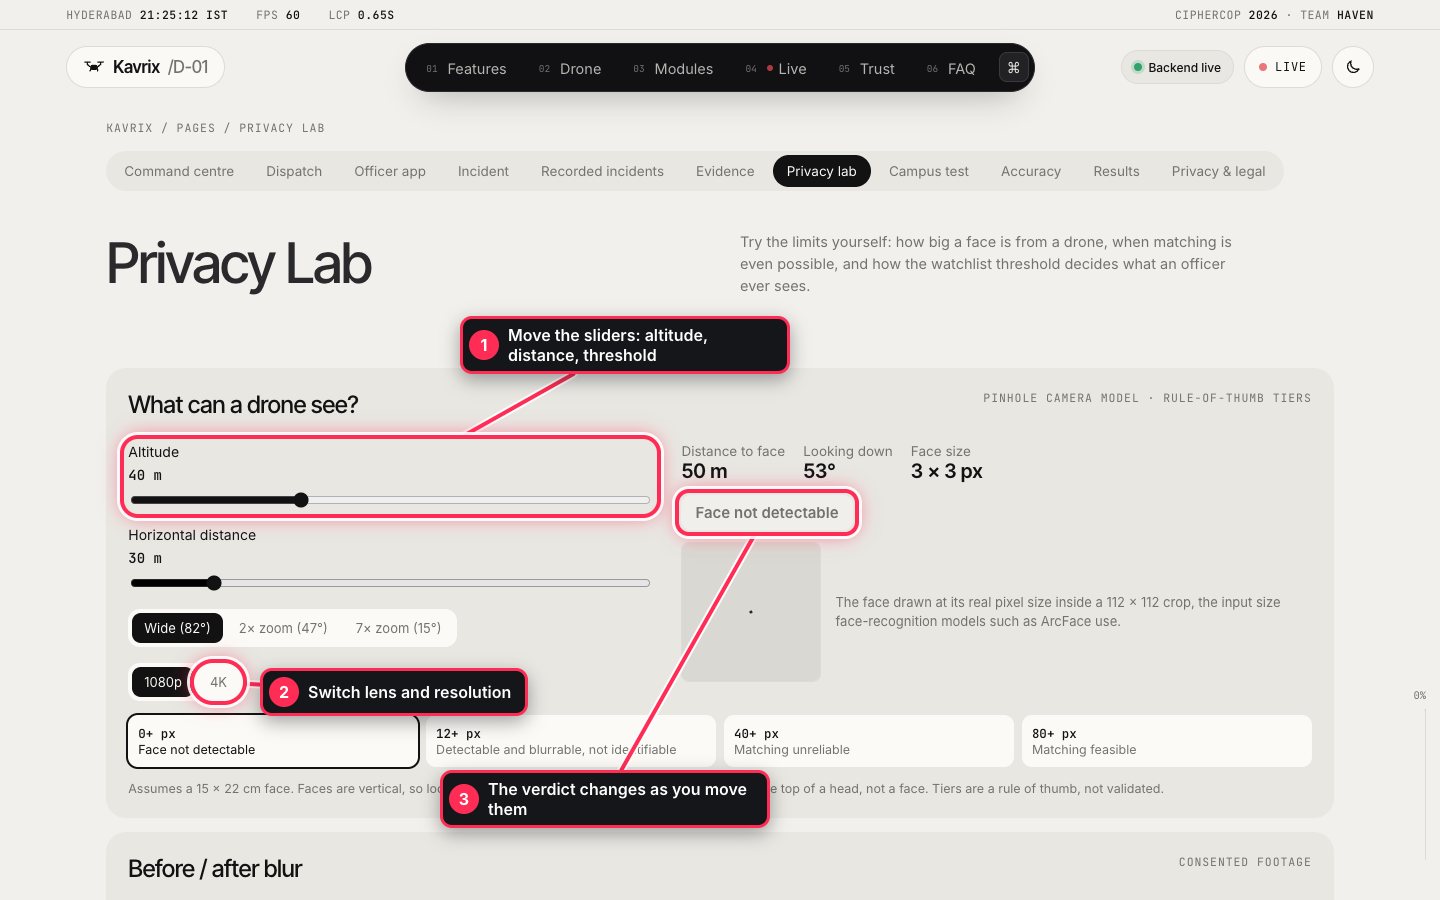 HYDERABAD 21:25:12 IST FPS 60 LCP 0.65S CIPHERCOP 2026 · TEAM HAVEN
Kavrix /D-01
01 Features 02 Drone 03 Modules 04 Live 05 Trust 06 FAQ ⌘
Backend live
LIVE
KAVRIX / PAGES / PRIVACY LAB
Command centre Dispatch Officer app Incident Recorded incidents Evidence Privacy lab Campus test Accuracy Results Privacy & legal
Privacy Lab
Try the limits yourself: how big a face is from a drone, when matching is
even possible, and how the watchlist threshold decides what an officer
ever sees.
1 Move the sliders: altitude,
distance, threshold
What can a drone see?
PINHOLE CAMERA MODEL · RULE-OF-THUMB TIERS
Altitude
40 m
Horizontal distance
30 m
Wide (82°) 2× zoom (47°) 7× zoom (15°)
1080p 4K
2 Switch lens and resolution
Distance to face Looking down Face size
50 m 53° 3 × 3 px
Face not detectable
The face drawn at its real pixel size inside a 112 × 112 crop, the input size
face-recognition models such as ArcFace use.
0+ px
Face not detectable
12+ px
Detectable and blurrable, not identifiable
40+ px
Matching unreliable
80+ px
Matching feasible
3 The verdict changes as you move
them
Assumes a 15 × 22 cm face. Faces are vertical, so top of a head, not a face. Tiers are a rule of thumb, not validated.
Before / after blur
CONSENTED FOOTAGE
0%